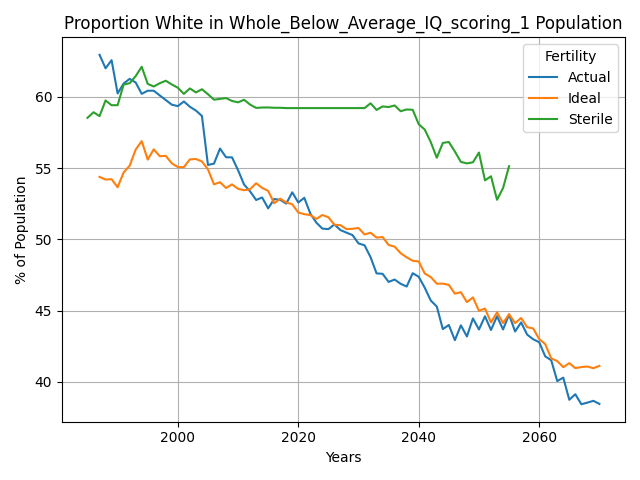 Proportion White in Whole_Below_Average_IQ_scoring_1 Population
Fertility
Actual
Ideal
Sterile
% of Population
60
55
50
45
40
2000
2020
2040
2060
Years